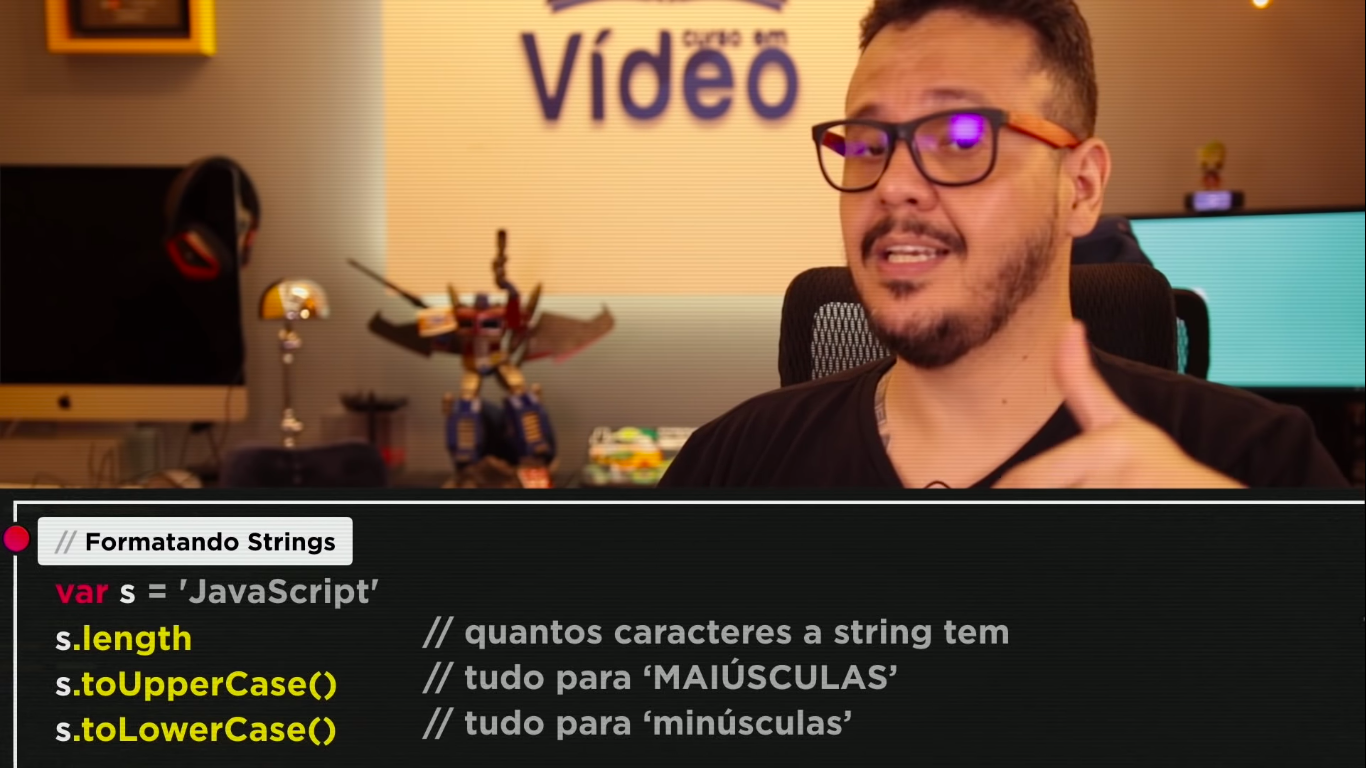 curso em
Vídeo
// Formatando Strings
var s = 'JavaScript'
s.length // quantos caracteres a string tem
s.toUpperCase() // tudo para ‘MAIÚSCULAS’
s.toLowerCase() // tudo para ‘minúsculas’